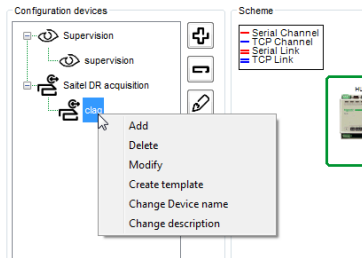 Configuration devices
Supervision
supervision
Saitel DR acquisition
claq
Add
Delete
Modify
Create template
Change Device name
Change description
Scheme
Serial Channel
TCP Channel
Serial Link
TCP Link